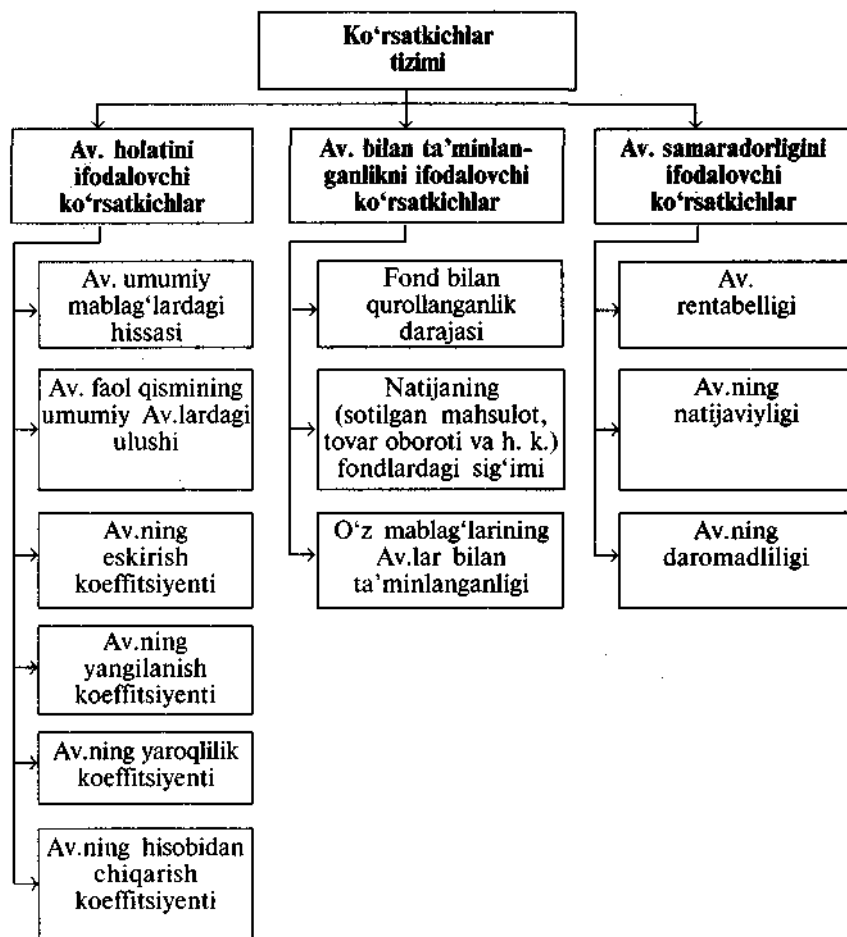 Ko‘rsatkichlar
tizimi
Av. holatini
ifodalovchi
ko‘rsatkichlar
Av. umumiy
mablag‘lardagi
hissasi
Av. faol qismining
umumiy Av.lardagi
ulushi
Av.ning
eskirish
koeffitsiyenti
Av.ning
yangilanish
koeffitsiyenti
Av.ning yaroqlilik
koeffitsiyenti
Av.ning hisobidan
chiqarish
koeffitsiyenti
Av. bilan ta’minlan-
ganlikni ifodalovchi
ko‘rsatkichlar
Fond bilan
qurollanganlik
darajasi
Natijaning
(sotilgan mahsulot,
tovar oboroti va h. k.)
fondlardagi sig‘imi
O‘z mablag‘larining
Av.lar bilan
ta’minlanganligi
Av. samaradorligini
ifodalovchi
ko‘rsatkichlar
Av.
rentabelligi
Av.ning
natijaviyligi
Av.ning
daromadliligi